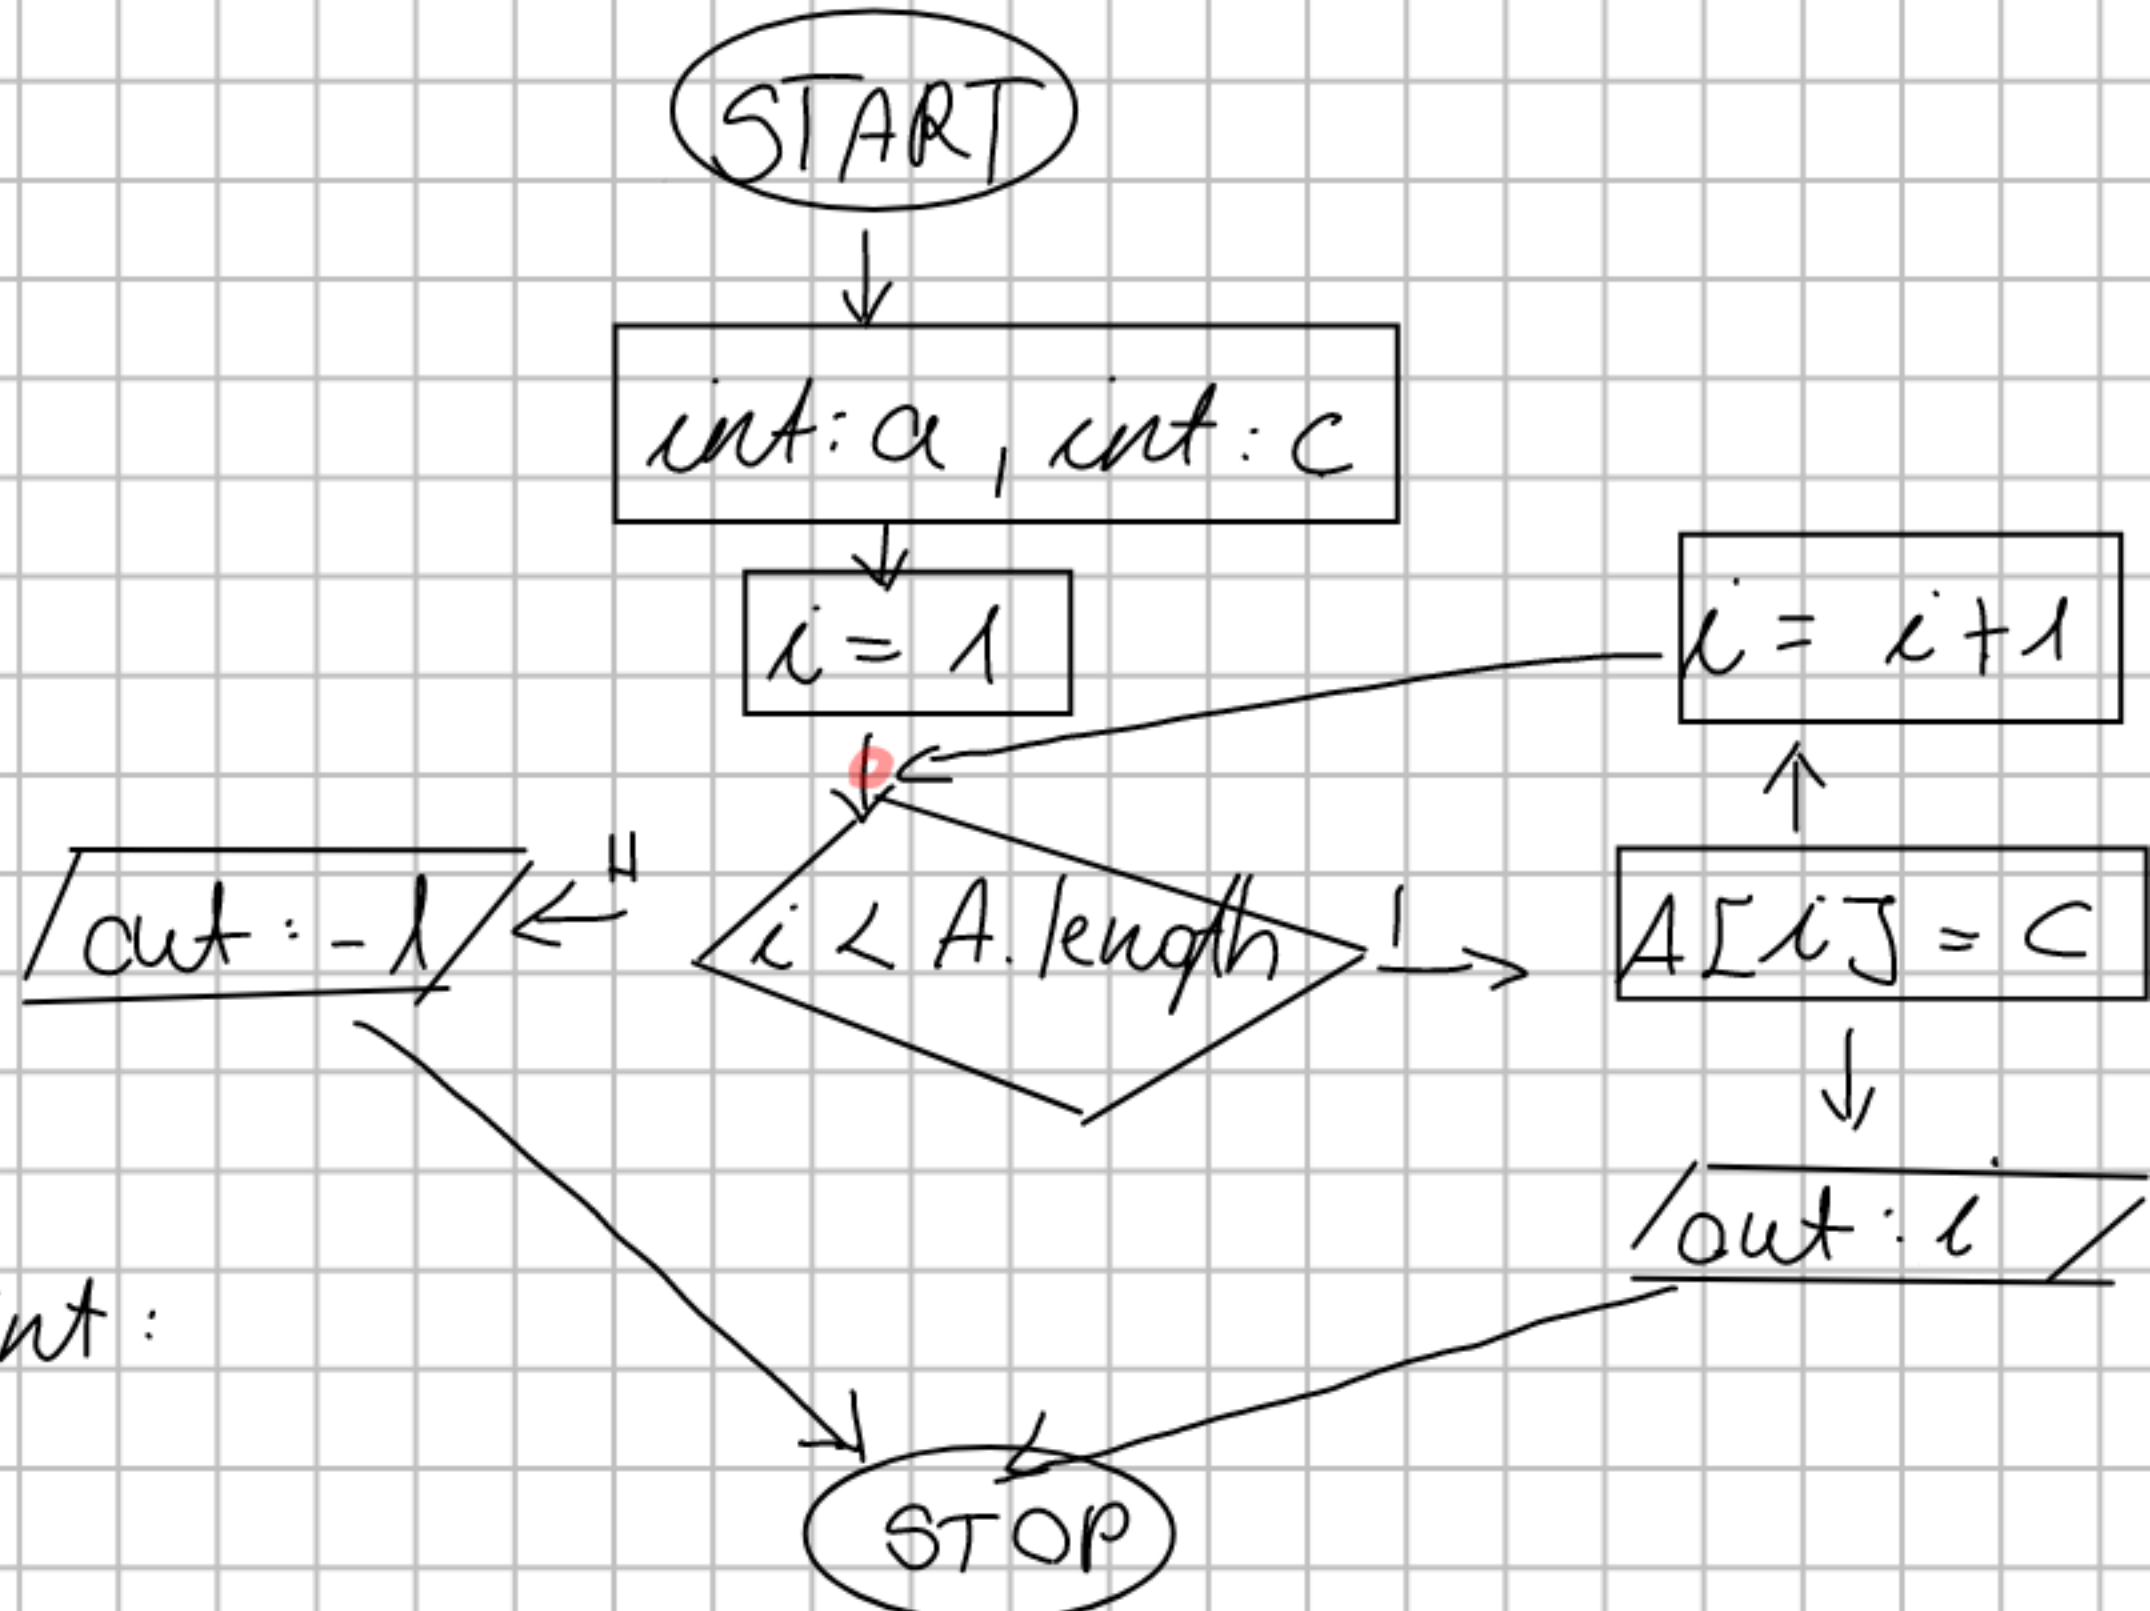 START
int: a, int: c
i = 1
i = i+1
out: -1
i < A.length
A[i] = C
out: i
nt:
STOP